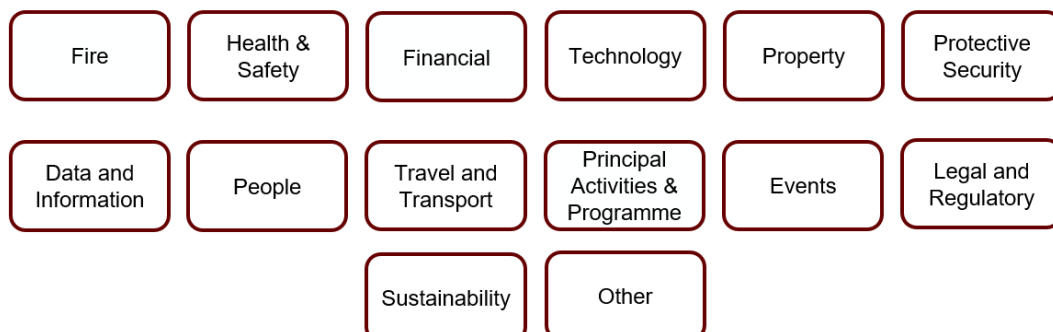 Fire
Health &
Safety
Financial
Technology
Property
Protective
Security
Data and
Information
People
Travel and
Transport
Principal
Activities &
Programme
Events
Legal and
Regulatory
Sustainability
Other